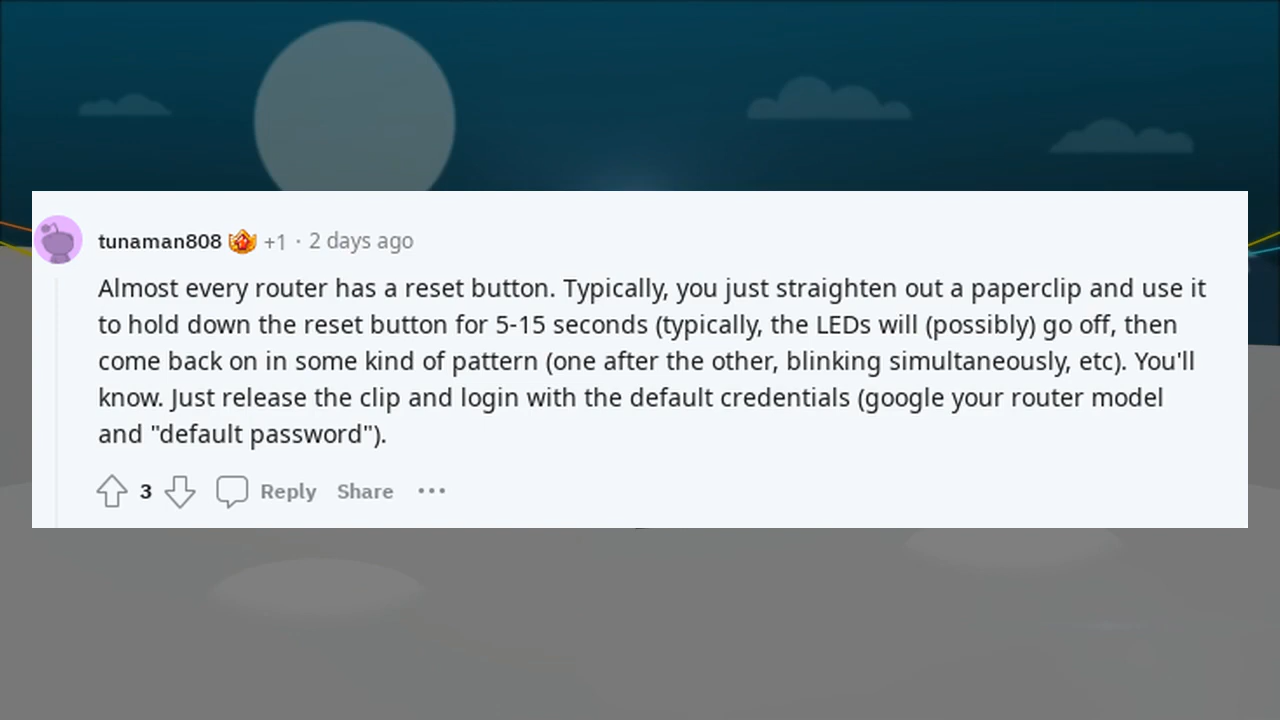 tunaman808 +1 · 2 days ago
Almost every router has a reset button. Typically, you just straighten out a paperclip and use it
to hold down the reset button for 5-15 seconds (typically, the LEDs will (possibly) go off, then
come back on in some kind of pattern (one after the other, blinking simultaneously, etc). You'll
know. Just release the clip and login with the default credentials (google your router model
and "default password").
3 Reply Share ···